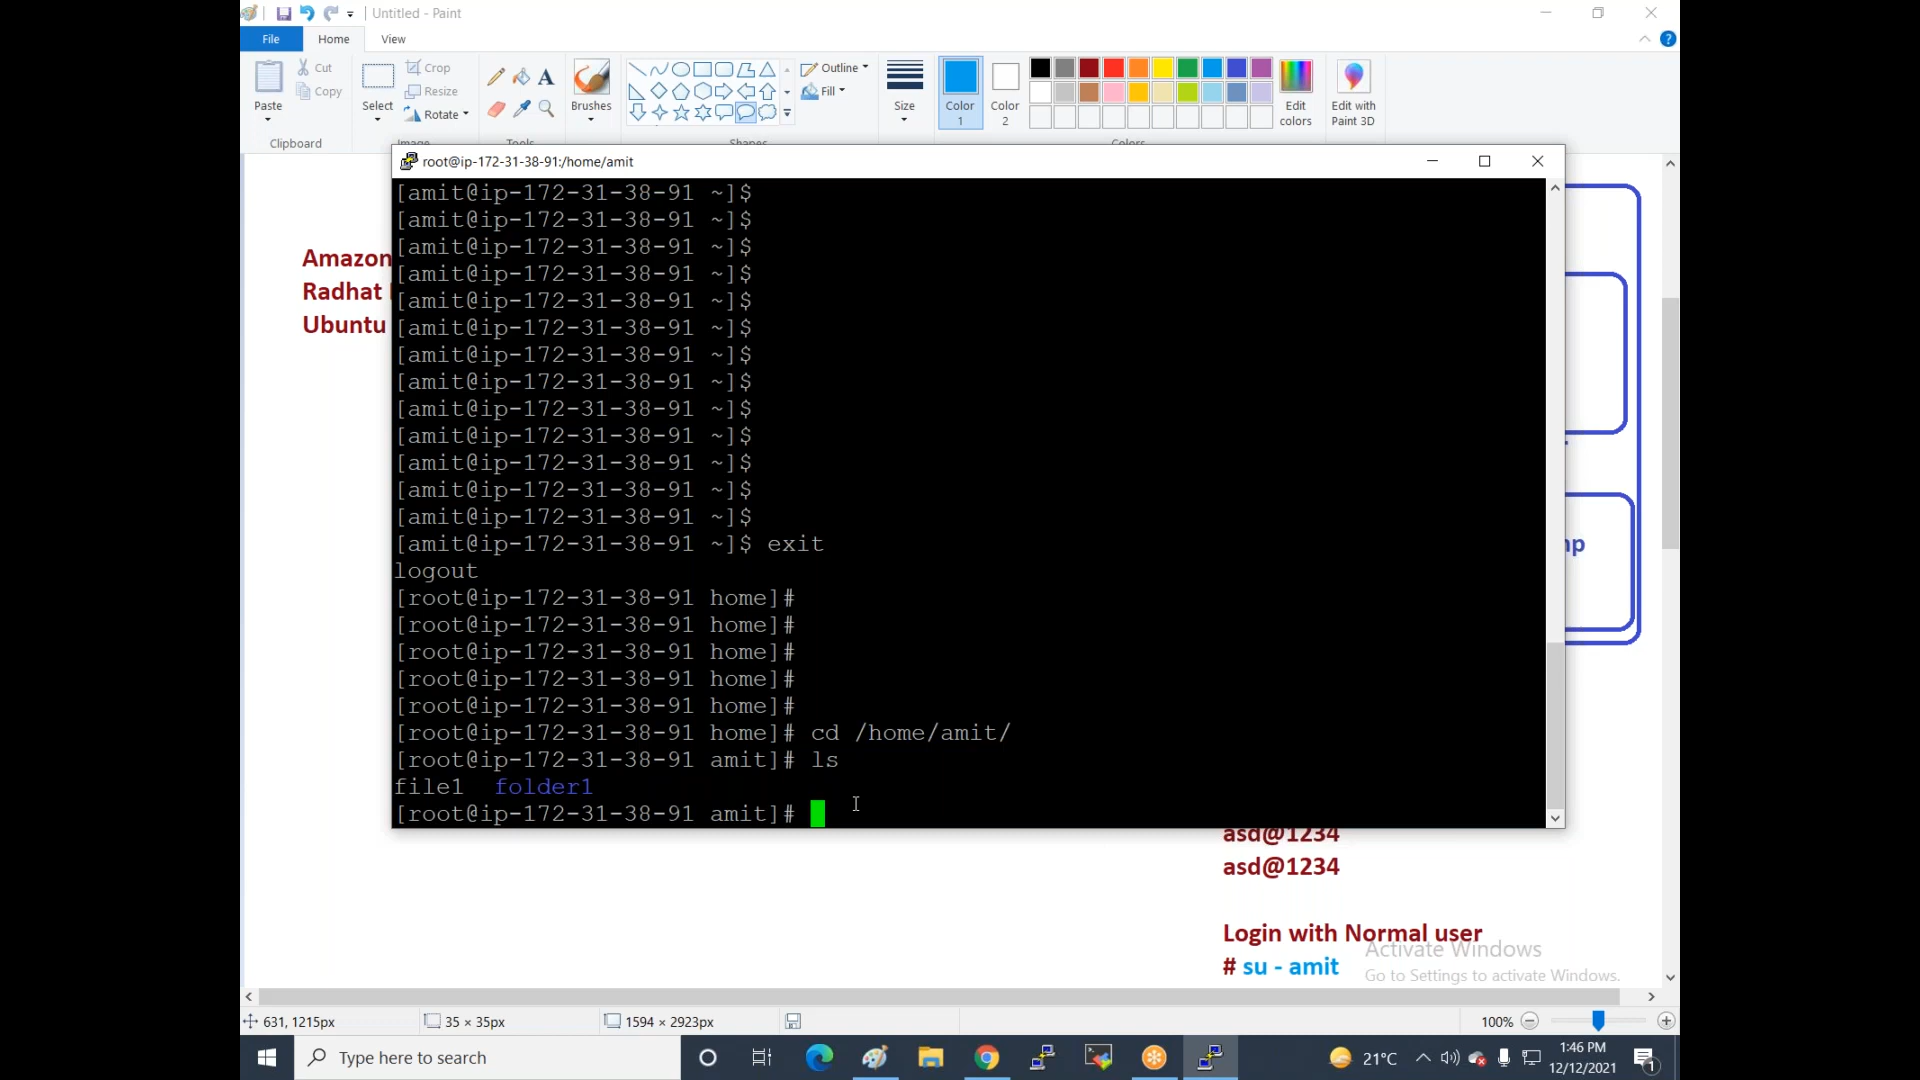 Untitled - Paint
File
Home
View
Paste
Cut
Copy
Clipboard
Select
Crop
Resize
Rotate
Image
Tools
Brushes
Shapes
Outline
Fill
Size
Color
1
Color
2
Colors
Edit
colors
Edit with
Paint 3D
root@ip-172-31-38-91:/home/amit
[amit@ip-172-31-38-91 ~]$
[amit@ip-172-31-38-91 ~]$
[amit@ip-172-31-38-91 ~]$
[amit@ip-172-31-38-91 ~]$
[amit@ip-172-31-38-91 ~]$
[amit@ip-172-31-38-91 ~]$
[amit@ip-172-31-38-91 ~]$
[amit@ip-172-31-38-91 ~]$
[amit@ip-172-31-38-91 ~]$
[amit@ip-172-31-38-91 ~]$
[amit@ip-172-31-38-91 ~]$
[amit@ip-172-31-38-91 ~]$
[amit@ip-172-31-38-91 ~]$
[amit@ip-172-31-38-91 ~]$ exit
logout
[root@ip-172-31-38-91 home]#
[root@ip-172-31-38-91 home]#
[root@ip-172-31-38-91 home]#
[root@ip-172-31-38-91 home]#
[root@ip-172-31-38-91 home]#
[root@ip-172-31-38-91 home]# cd /home/amit/
[root@ip-172-31-38-91 amit]# ls
file1 folder1
[root@ip-172-31-38-91 amit]#
Amazon
Radhat
Ubuntu
asd@1234
asd@1234
Login with Normal user
# su - amit
Activate Windows
Go to Settings to activate Windows.
631, 1215px
35 × 35px
1594 × 2923px
100%
Type here to search
21°C
1:46 PM
12/12/2021
1